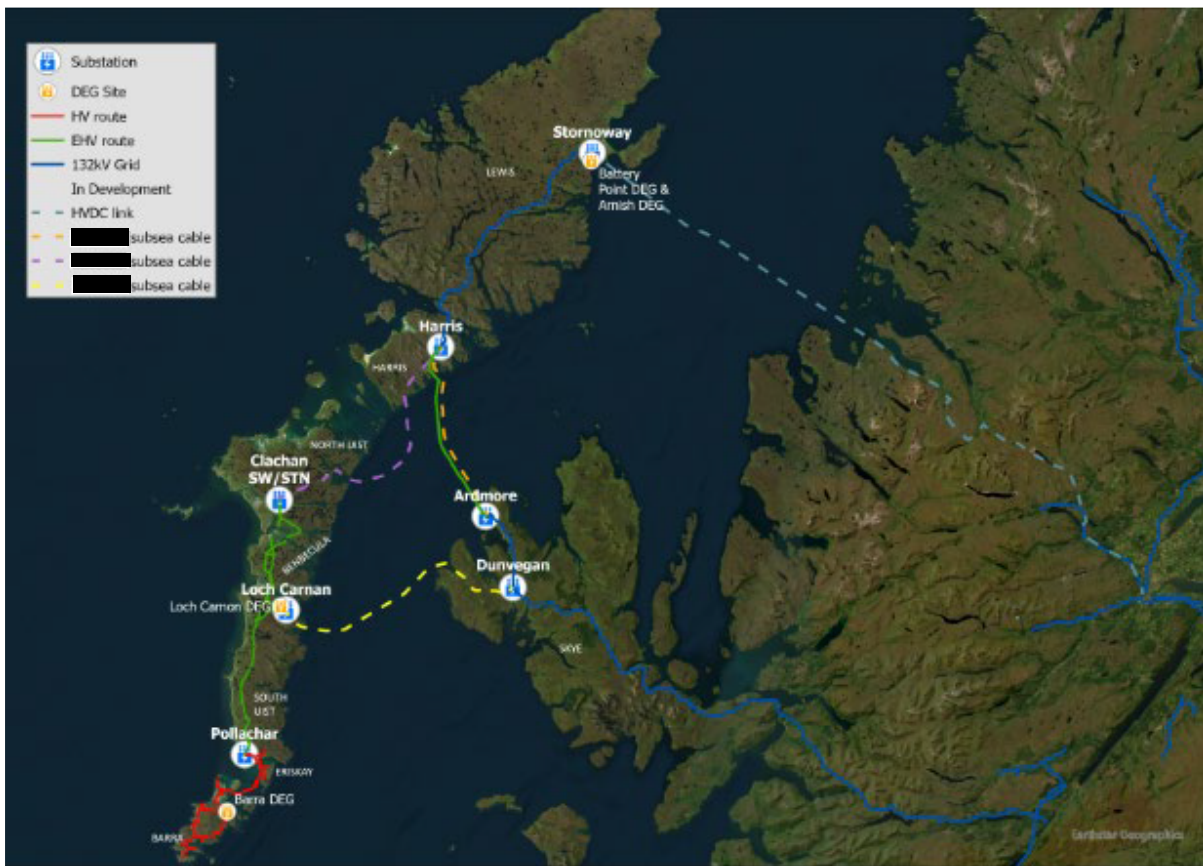 Substation
DEG Site
HV route
EHV route
132kV Grid
In Development
HVDC link
subsea cable
subsea cable
subsea cable
Stornoway
LEWIS
Battery
Point DEG &
Arnish DEG
Harris
HARRIS
NORTH UIST
Clachan
SW/STN
Ardmore
BENBECULA
Dunvegan
Loch Carnan
Loch Carnon DEG
SKYE
SOUTH
UIST
Pollachar
ERISKAY
Barra DEG
BARRA
Earthstar Geographics